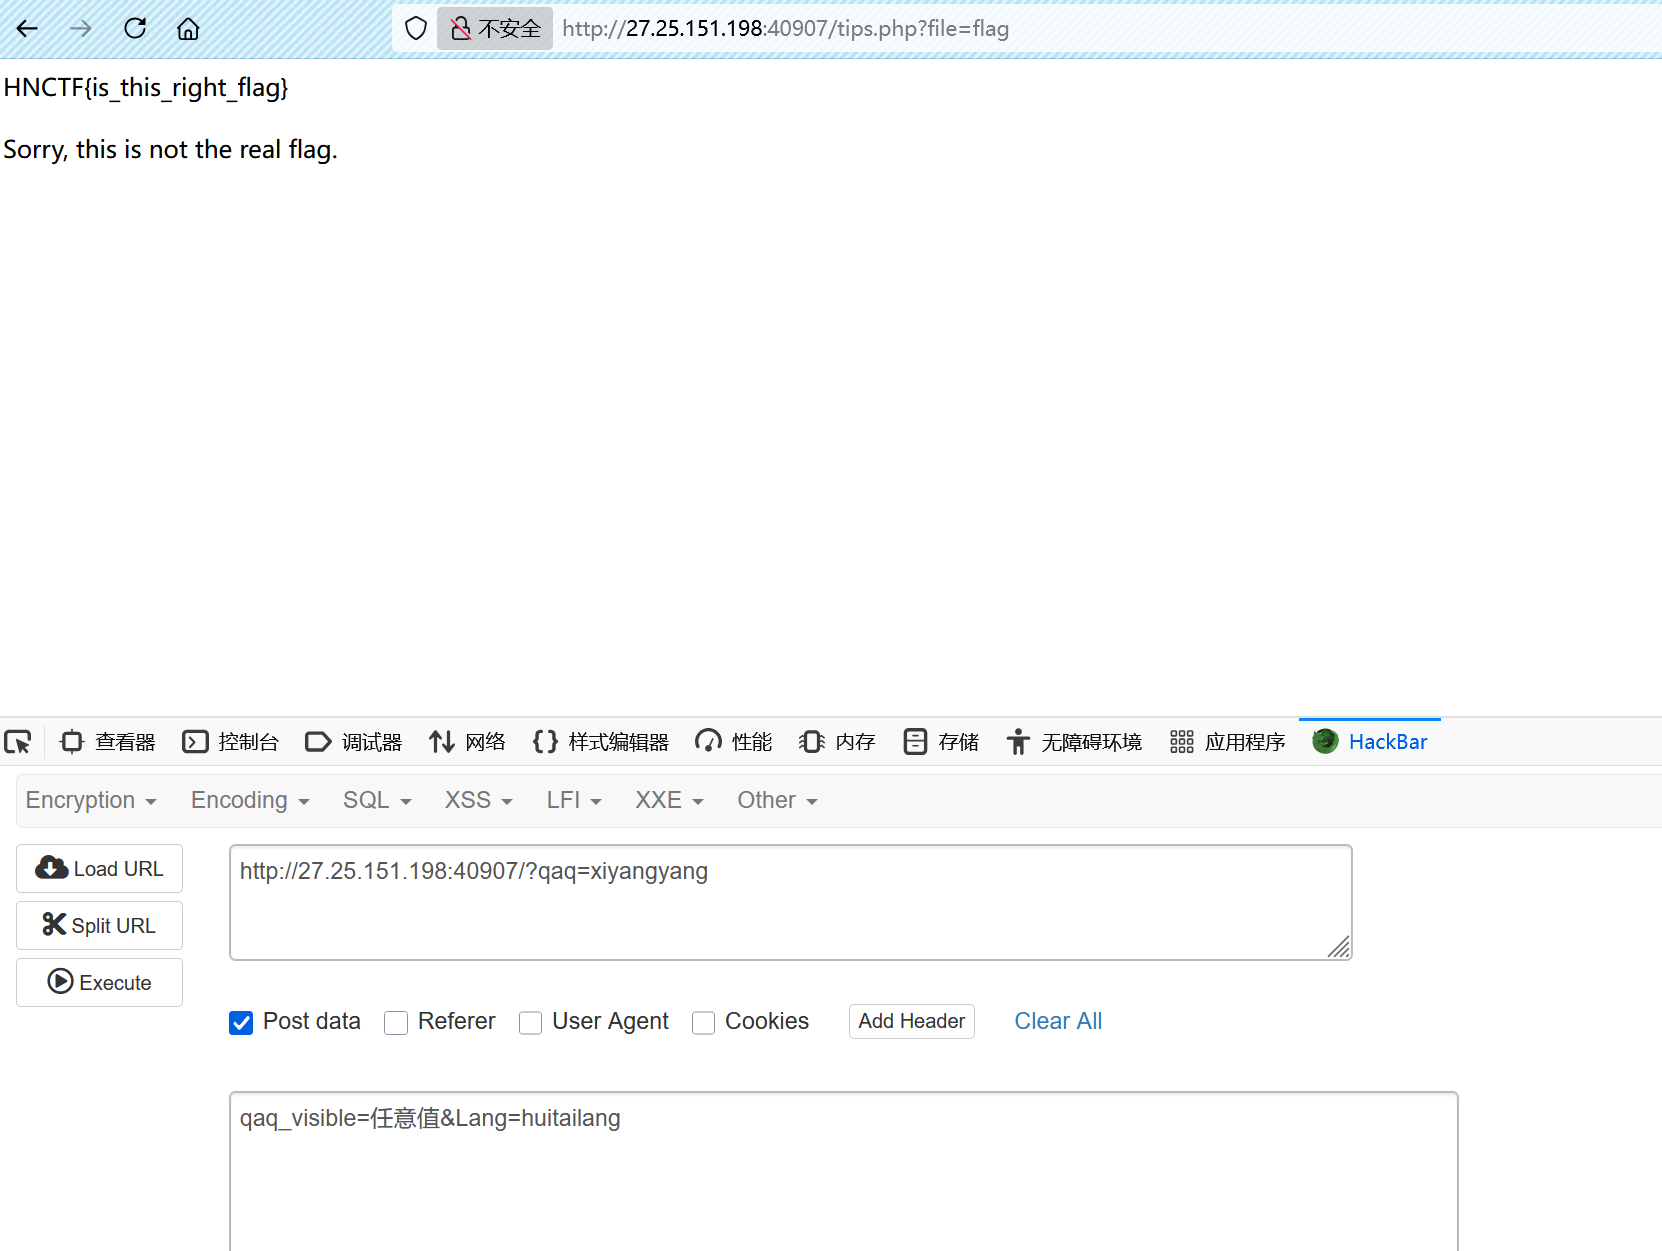 不安全 http://27.25.151.198:40907/tips.php?file=flag
HNCTF{is_this_right_flag}
Sorry, this is not the real flag.
查看器 控制台 调试器 网络 样式编辑器 性能 内存 存储 无障碍环境 应用程序 HackBar
Encryption Encoding SQL XSS LFI XXE Other
Load URL
http://27.25.151.198:40907/?qaq=xiyangyang
Split URL
Execute
Post data Referer User Agent Cookies Add Header Clear All
qaq_visible=任意值&Lang=huitailang